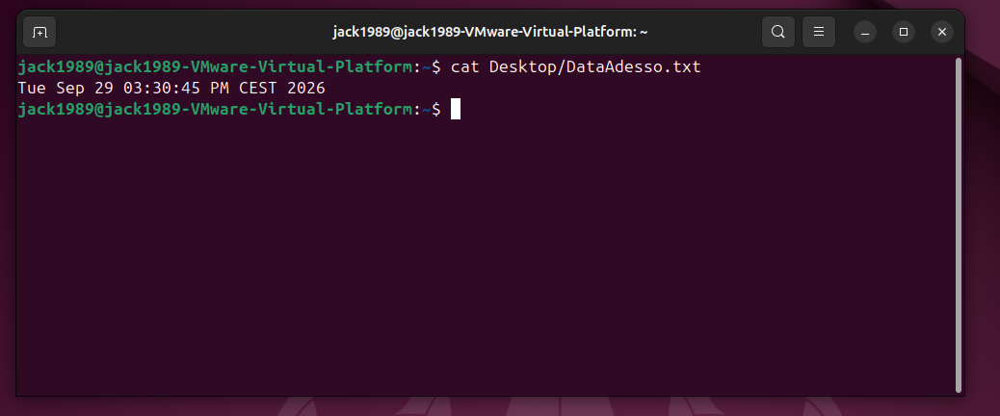 jack1989@jack1989-VMware-Virtual-Platform: ~
jack1989@jack1989-VMware-Virtual-Platform:~$ cat Desktop/DataAdesso.txt
Tue Sep 29 03:30:45 PM CEST 2026
jack1989@jack1989-VMware-Virtual-Platform:~$